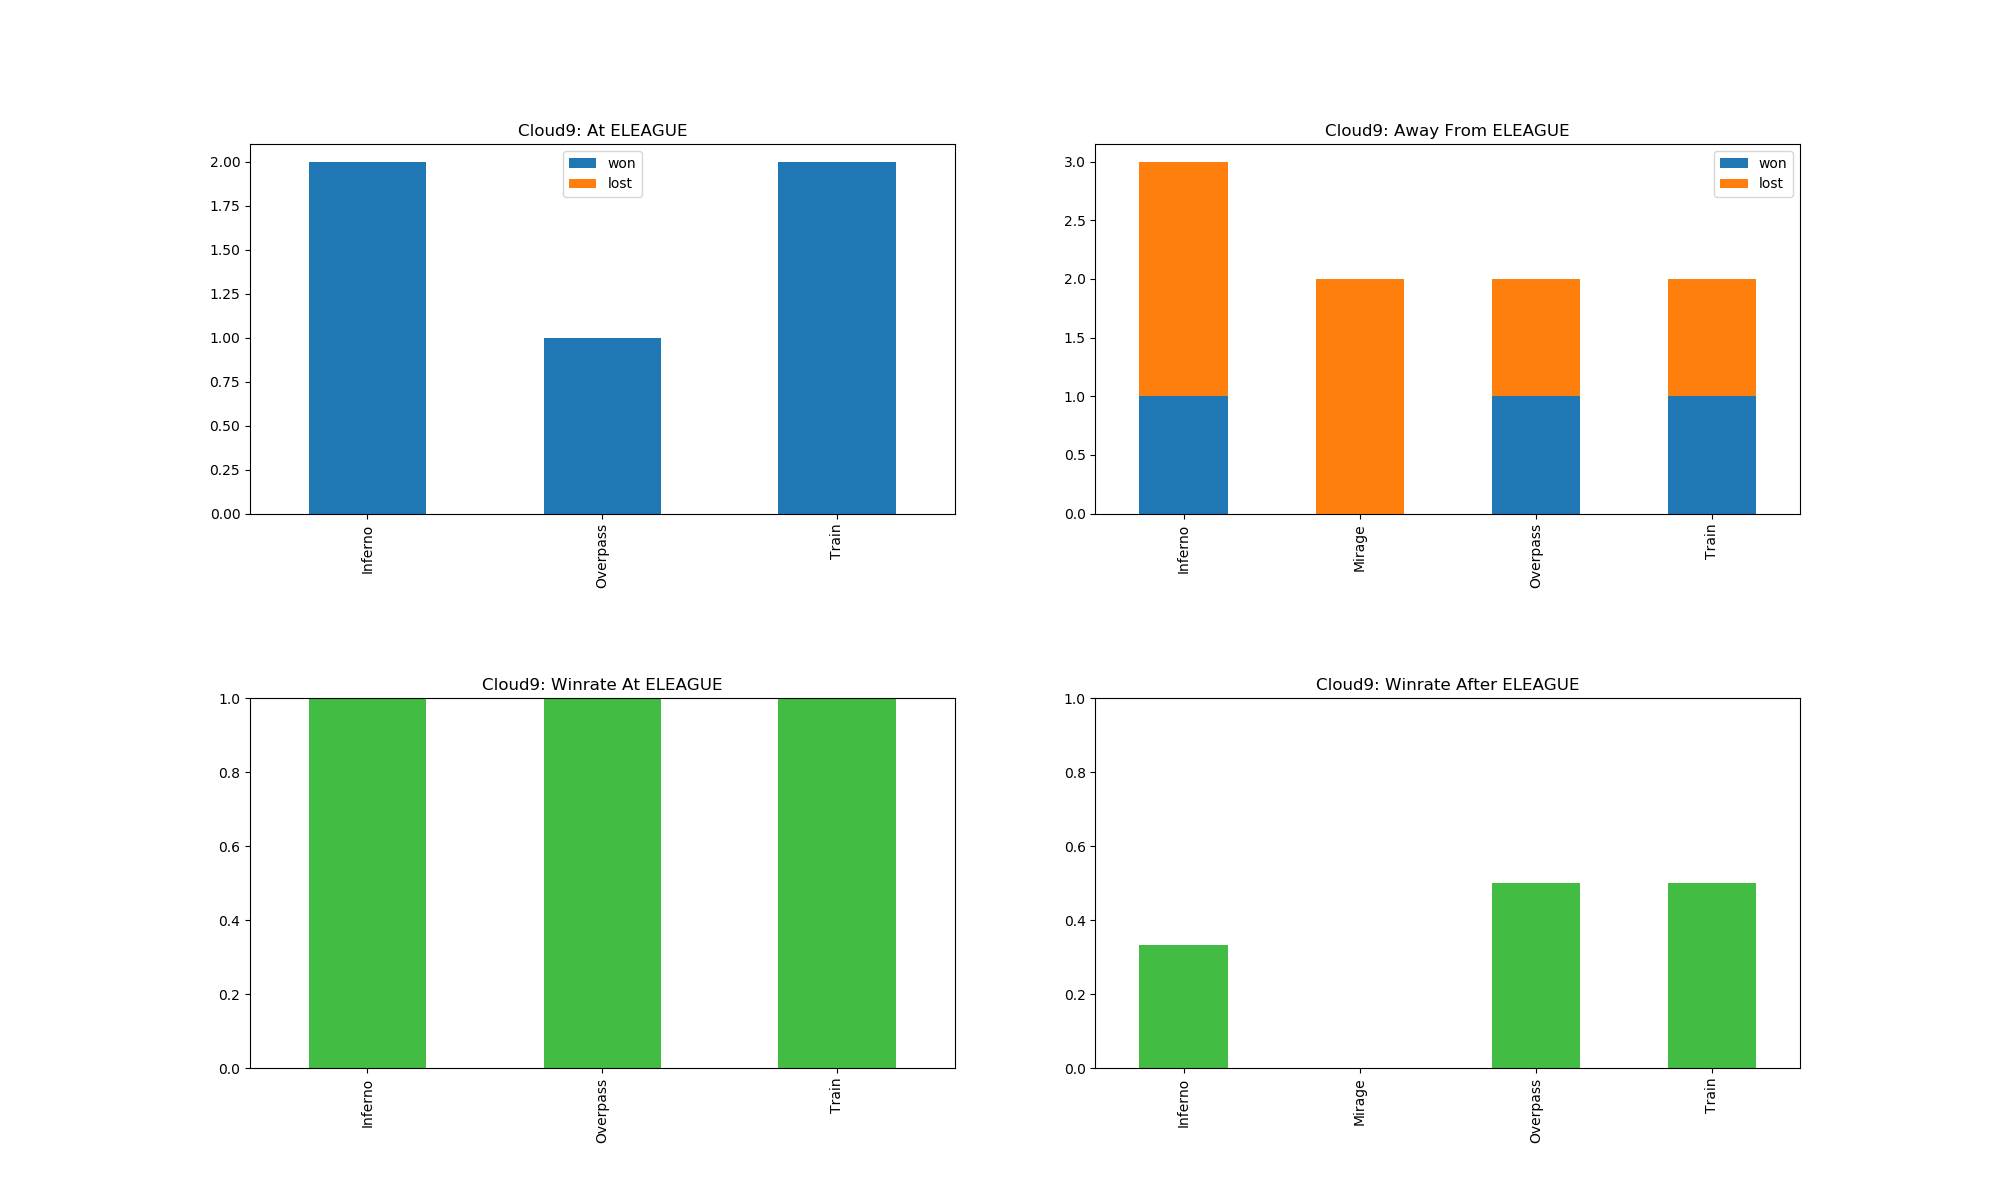 Cloud9: At ELEAGUE
won
lost
2.00
1.75
1.50
1.25
1.00
0.75
0.50
0.25
0.00
Inferno
Overpass
Train
Cloud9: Away From ELEAGUE
won
lost
3.0
2.5
2.0
1.5
1.0
0.5
0.0
Inferno
Mirage
Overpass
Train
Cloud9: Winrate At ELEAGUE
1.0
0.8
0.6
0.4
0.2
0.0
Inferno
Overpass
Train
Cloud9: Winrate After ELEAGUE
1.0
0.8
0.6
0.4
0.2
0.0
Inferno
Mirage
Overpass
Train